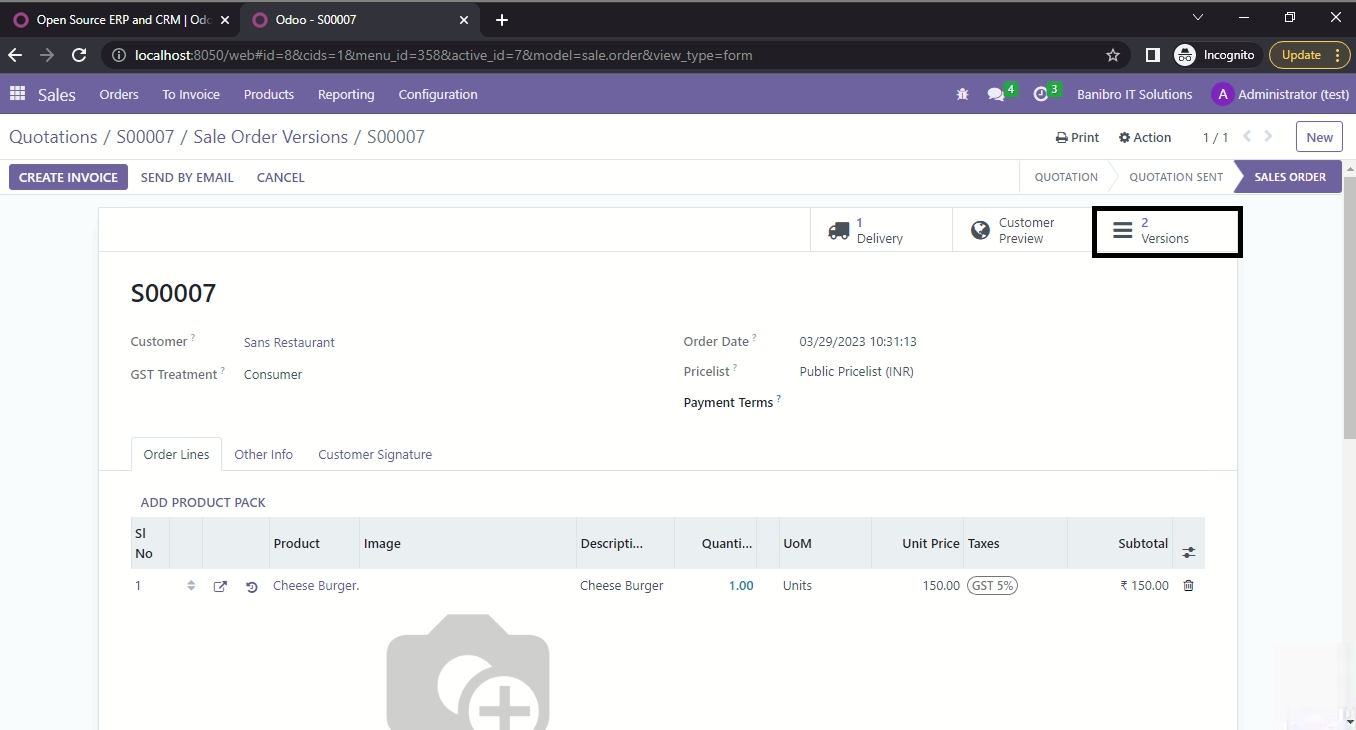 Open Source ERP and CRM | Odo
Odoo - S00007
localhost:8050/web#id=8&cids=1&menu_id=358&active_id=7&model=sale.order&view_type=form
Incognito
Update
Sales
Orders
To Invoice
Products
Reporting
Configuration
4
3
Banibro IT Solutions
A
Administrator (test)
Quotations / S00007 / Sale Order Versions / S00007
Print
Action
1 / 1
New
CREATE INVOICE
SEND BY EMAIL
CANCEL
QUOTATION
QUOTATION SENT
SALES ORDER
1
Delivery
Customer
Preview
2
Versions
S00007
Customer ?
Sans Restaurant
Order Date ?
03/29/2023 10:31:13
GST Treatment ?
Consumer
Pricelist ?
Public Pricelist (INR)
Payment Terms ?
Order Lines
Other Info
Customer Signature
ADD PRODUCT PACK
Sl
No
Product
Image
Descripti...
Quanti...
UoM
Unit Price
Taxes
Subtotal
1
Cheese Burger.
Cheese Burger
1.00
Units
150.00
GST 5%
₹ 150.00